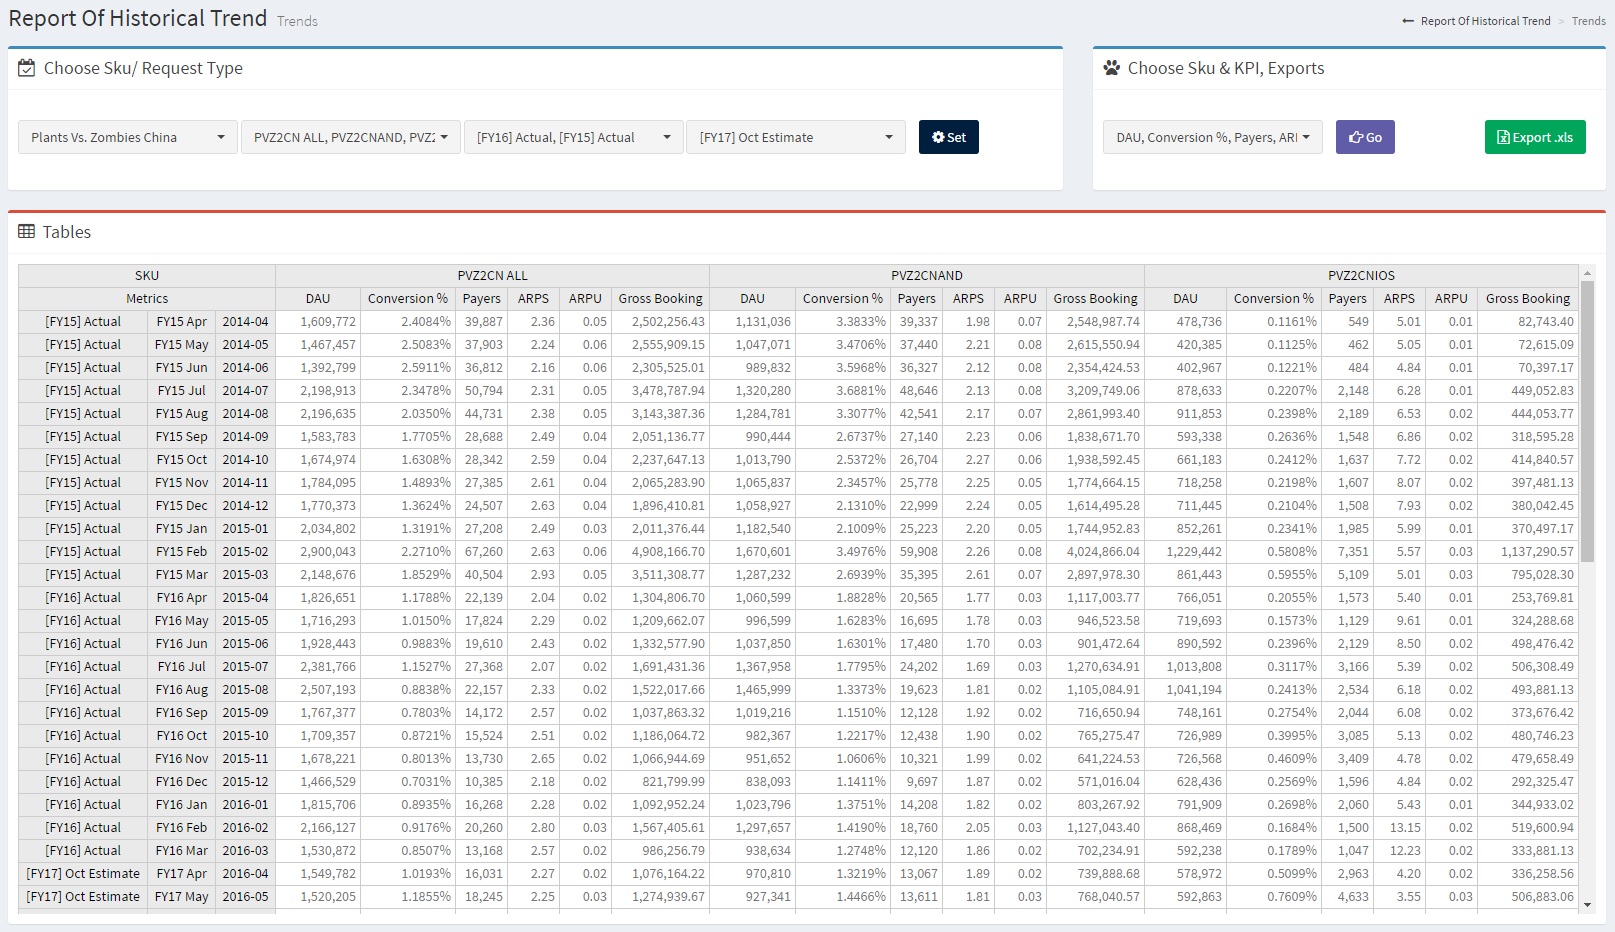 Report Of Historical Trend Trends
Report Of Historical Trend > Trends
Choose Sku/ Request Type
Choose Sku & KPI, Exports
Plants Vs. Zombies China PVZ2CN ALL, PVZ2CNAND, PVZ2 [FY16] Actual, [FY15] Actual [FY17] Oct Estimate Set
DAU, Conversion %, Payers, ARI Go Export .xls
Tables
SKU PVZ2CN ALL PVZ2CNAND PVZ2CNIOS
Metrics DAU Conversion % Payers ARPS ARPU Gross Booking DAU Conversion % Payers ARPS ARPU Gross Booking DAU Conversion % Payers ARPS ARPU Gross Booking
[FY15] Actual FY15 Apr 2014-04 1,609,772 2.4084% 39,887 2.36 0.05 2,502,256.43 1,131,036 3.3833% 39,337 1.98 0.07 2,548,987.74 478,736 0.1161% 549 5.01 0.01 82,743.40
[FY15] Actual FY15 May 2014-05 1,467,457 2.5083% 37,903 2.24 0.06 2,555,909.15 1,047,071 3.4706% 37,440 2.21 0.08 2,615,550.94 420,385 0.1125% 462 5.05 0.01 72,615.09
[FY15] Actual FY15 Jun 2014-06 1,392,799 2.5911% 36,812 2.16 0.06 2,305,525.01 989,832 3.5968% 36,327 2.12 0.08 2,354,424.53 402,967 0.1221% 484 4.84 0.01 70,397.17
[FY15] Actual FY15 Jul 2014-07 2,198,913 2.3478% 50,794 2.31 0.05 3,478,787.94 1,320,280 3.6881% 48,646 2.13 0.08 3,209,749.06 878,633 0.2207% 2,148 6.28 0.01 449,052.83
[FY15] Actual FY15 Aug 2014-08 2,196,635 2.0350% 44,731 2.38 0.05 3,143,387.36 1,284,781 3.3077% 42,541 2.17 0.07 2,861,993.40 911,853 0.2398% 2,189 6.53 0.02 444,053.77
[FY15] Actual FY15 Sep 2014-09 1,583,783 1.7705% 28,688 2.49 0.04 2,051,136.77 990,444 2.6737% 27,140 2.23 0.06 1,838,671.70 593,338 0.2636% 1,548 6.86 0.02 318,595.28
[FY15] Actual FY15 Oct 2014-10 1,674,974 1.6308% 28,342 2.59 0.04 2,237,647.13 1,013,790 2.5372% 26,704 2.27 0.06 1,938,592.45 661,183 0.2412% 1,637 7.72 0.02 414,840.57
[FY15] Actual FY15 Nov 2014-11 1,784,095 1.4893% 27,385 2.61 0.04 2,065,283.90 1,065,837 2.3457% 25,778 2.25 0.05 1,774,664.15 718,258 0.2198% 1,607 8.07 0.02 397,481.13
[FY15] Actual FY15 Dec 2014-12 1,770,373 1.3624% 24,507 2.63 0.04 1,896,410.81 1,058,927 2.1310% 22,999 2.24 0.05 1,614,495.28 711,445 0.2104% 1,508 7.93 0.02 380,042.45
[FY15] Actual FY15 Jan 2015-01 2,034,802 1.3191% 27,208 2.49 0.03 2,011,376.44 1,182,540 2.1009% 25,223 2.20 0.05 1,744,952.83 852,261 0.2341% 1,985 5.99 0.01 370,497.17
[FY15] Actual FY15 Feb 2015-02 2,900,043 2.2710% 67,260 2.63 0.06 4,908,166.70 1,670,601 3.4976% 59,908 2.26 0.08 4,024,866.04 1,229,442 0.5808% 7,351 5.57 0.03 1,137,290.57
[FY15] Actual FY15 Mar 2015-03 2,148,676 1.8529% 40,504 2.93 0.05 3,511,308.77 1,287,232 2.6939% 35,395 2.61 0.07 2,897,978.30 861,443 0.5955% 5,109 5.01 0.03 795,028.30
[FY16] Actual FY16 Apr 2015-04 1,826,651 1.1788% 22,139 2.04 0.02 1,304,806.70 1,060,599 1.8828% 20,565 1.77 0.03 1,117,003.77 766,051 0.2055% 1,573 5.40 0.01 253,769.81
[FY16] Actual FY16 May 2015-05 1,716,293 1.0150% 17,824 2.29 0.02 1,209,662.07 996,599 1.6283% 16,695 1.78 0.03 946,523.58 719,693 0.1573% 1,129 9.61 0.01 324,288.68
[FY16] Actual FY16 Jun 2015-06 1,928,443 0.9883% 19,610 2.43 0.02 1,332,577.90 1,037,850 1.6301% 17,480 1.70 0.03 901,472.64 890,592 0.2396% 2,129 8.50 0.02 498,476.42
[FY16] Actual FY16 Jul 2015-07 2,381,766 1.1527% 27,368 2.07 0.02 1,691,431.36 1,367,958 1.7795% 24,202 1.69 0.03 1,270,634.91 1,013,808 0.3117% 3,166 5.39 0.02 506,308.49
[FY16] Actual FY16 Aug 2015-08 2,507,193 0.8838% 22,157 2.33 0.02 1,522,017.66 1,465,999 1.3373% 19,623 1.81 0.02 1,105,084.91 1,041,194 0.2413% 2,534 6.18 0.02 493,881.13
[FY16] Actual FY16 Sep 2015-09 1,767,377 0.7803% 14,172 2.57 0.02 1,037,863.32 1,019,216 1.1510% 12,128 1.92 0.02 716,650.94 748,161 0.2754% 2,044 6.08 0.02 373,676.42
[FY16] Actual FY16 Oct 2015-10 1,709,357 0.8721% 15,524 2.51 0.02 1,186,064.72 982,367 1.2217% 12,438 1.90 0.02 765,275.47 726,989 0.3995% 3,085 5.13 0.02 480,746.23
[FY16] Actual FY16 Nov 2015-11 1,678,221 0.8013% 13,730 2.65 0.02 1,066,944.69 951,652 1.0606% 10,321 1.99 0.02 641,224.53 726,568 0.4609% 3,409 4.78 0.02 479,658.49
[FY16] Actual FY16 Dec 2015-12 1,466,529 0.7031% 10,385 2.18 0.02 821,799.99 838,093 1.1411% 9,697 1.87 0.02 571,016.04 628,436 0.2569% 1,596 4.84 0.02 292,325.47
[FY16] Actual FY16 Jan 2016-01 1,815,706 0.8935% 16,268 2.28 0.02 1,092,952.24 1,023,796 1.3751% 14,208 1.82 0.02 803,267.92 791,909 0.2698% 2,060 5.43 0.01 344,933.02
[FY16] Actual FY16 Feb 2016-02 2,166,127 0.9176% 20,260 2.80 0.03 1,567,405.61 1,297,657 1.4190% 18,760 2.05 0.03 1,127,043.40 868,469 0.1684% 1,500 13.15 0.02 519,600.94
[FY16] Actual FY16 Mar 2016-03 1,530,872 0.8507% 13,168 2.57 0.02 986,256.79 938,634 1.2748% 12,120 1.86 0.02 702,234.91 592,238 0.1789% 1,047 12.23 0.02 333,881.13
[FY17] Oct Estimate FY17 Apr 2016-04 1,549,782 1.0193% 16,031 2.27 0.02 1,076,164.22 970,810 1.3219% 13,067 1.89 0.02 739,888.68 578,972 0.5099% 2,963 4.20 0.02 336,258.56
[FY17] Oct Estimate FY17 May 2016-05 1,520,205 1.1855% 18,245 2.25 0.03 1,274,939.67 927,341 1.4466% 13,611 1.81 0.03 768,040.57 592,863 0.7609% 4,633 3.55 0.03 506,883.06